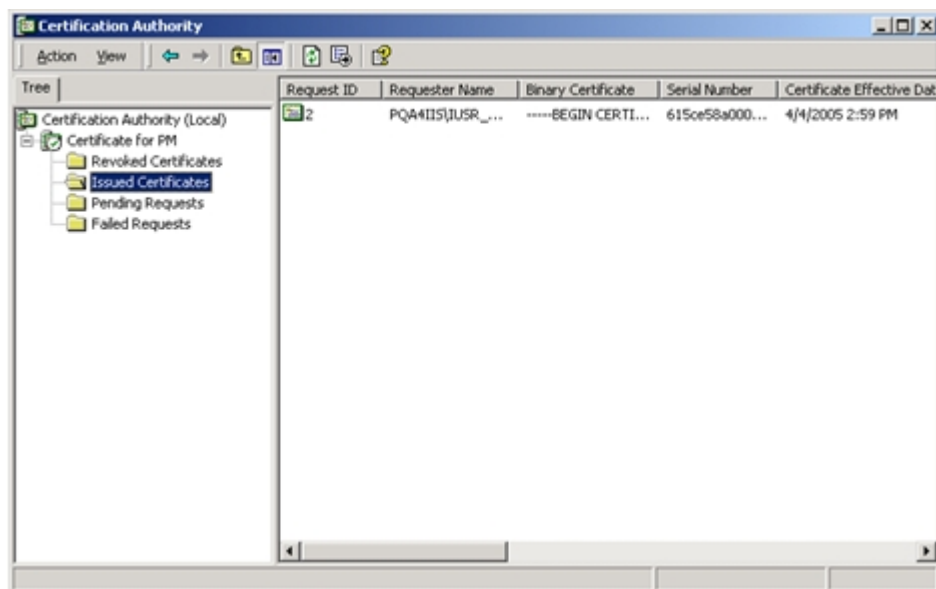 Certification Authority
Action View
Tree
Certification Authority (Local)
Certificate for PM
Revoked Certificates
Issued Certificates
Pending Requests
Failed Requests
Request ID Requester Name Binary Certificate Serial Number Certificate Effective Dat
2 PQA4IIS\IUSR_... -----BEGIN CERTI... 615ce58a000... 4/4/2005 2:59 PM